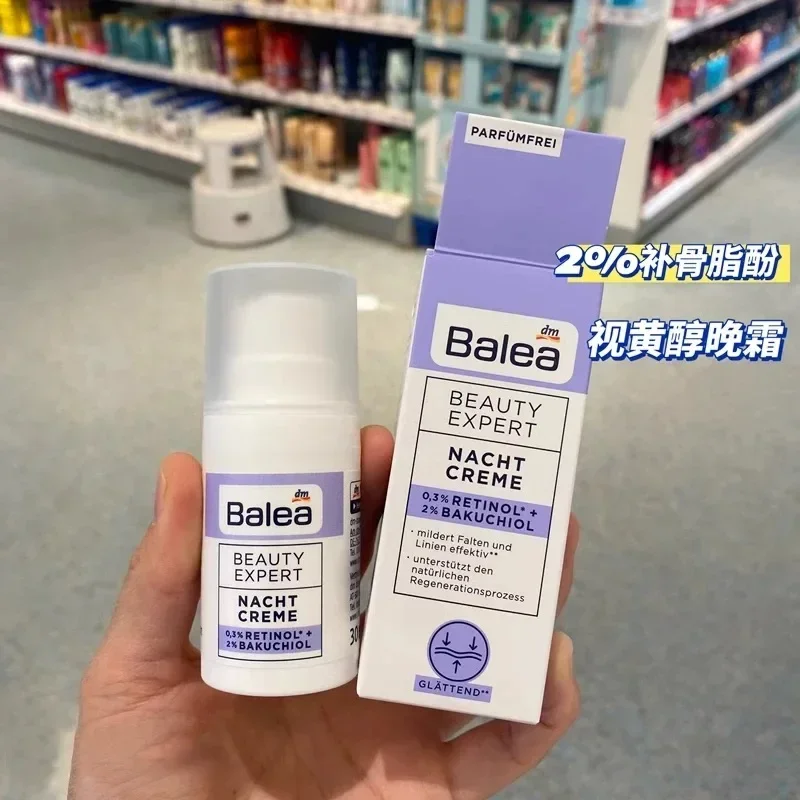 PARFÜMFREI
2%补骨脂酚
视黄醇晚霜
dm
Balea
BEAUTY
EXPERT
NACHT
CREME
0,3% RETINOL* +
2% BAKUCHIOL
· mildert Falten und
Linien effektiv**
· unterstützt den
natürlichen
Regenerationsprozess
GLÄTTEND**
dm
Balea
BEAUTY
EXPERT
NACHT
CREME
0,3% RETINOL* +
2% BAKUCHIOL